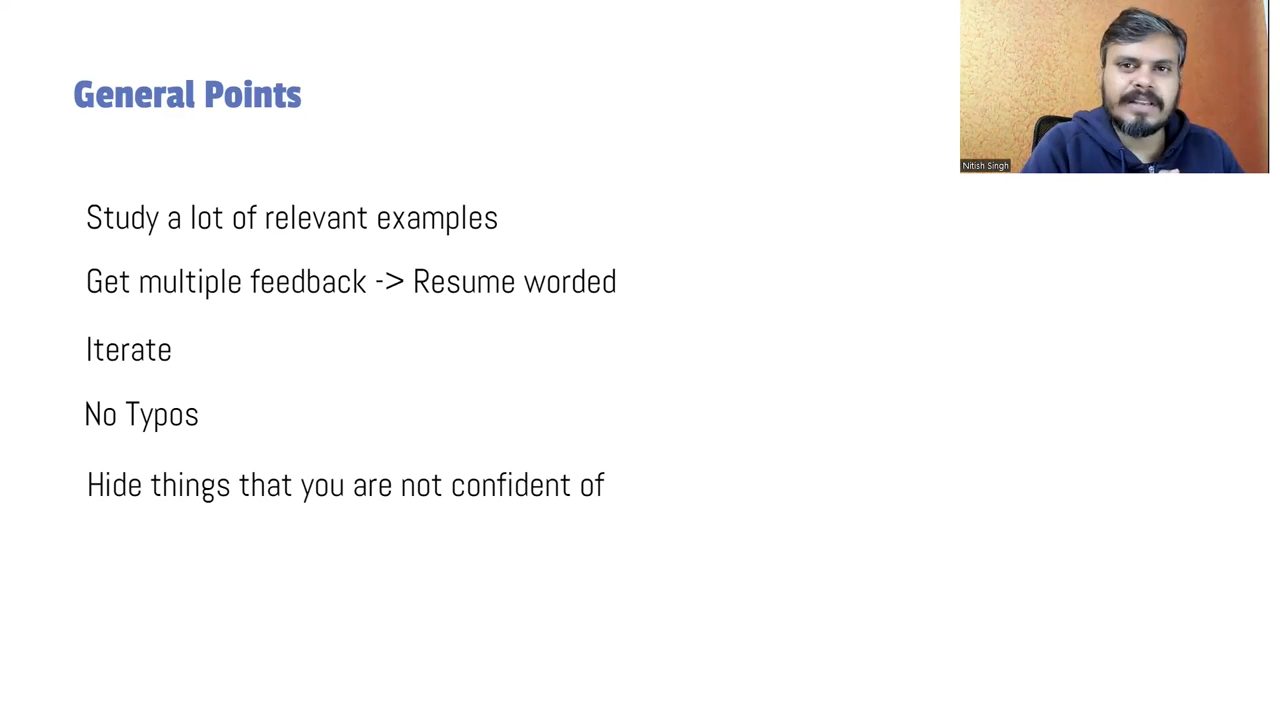 General Points
Nitish Singh
Study a lot of relevant examples
Get multiple feedback -> Resume worded
Iterate
No Typos
Hide things that you are not confident of